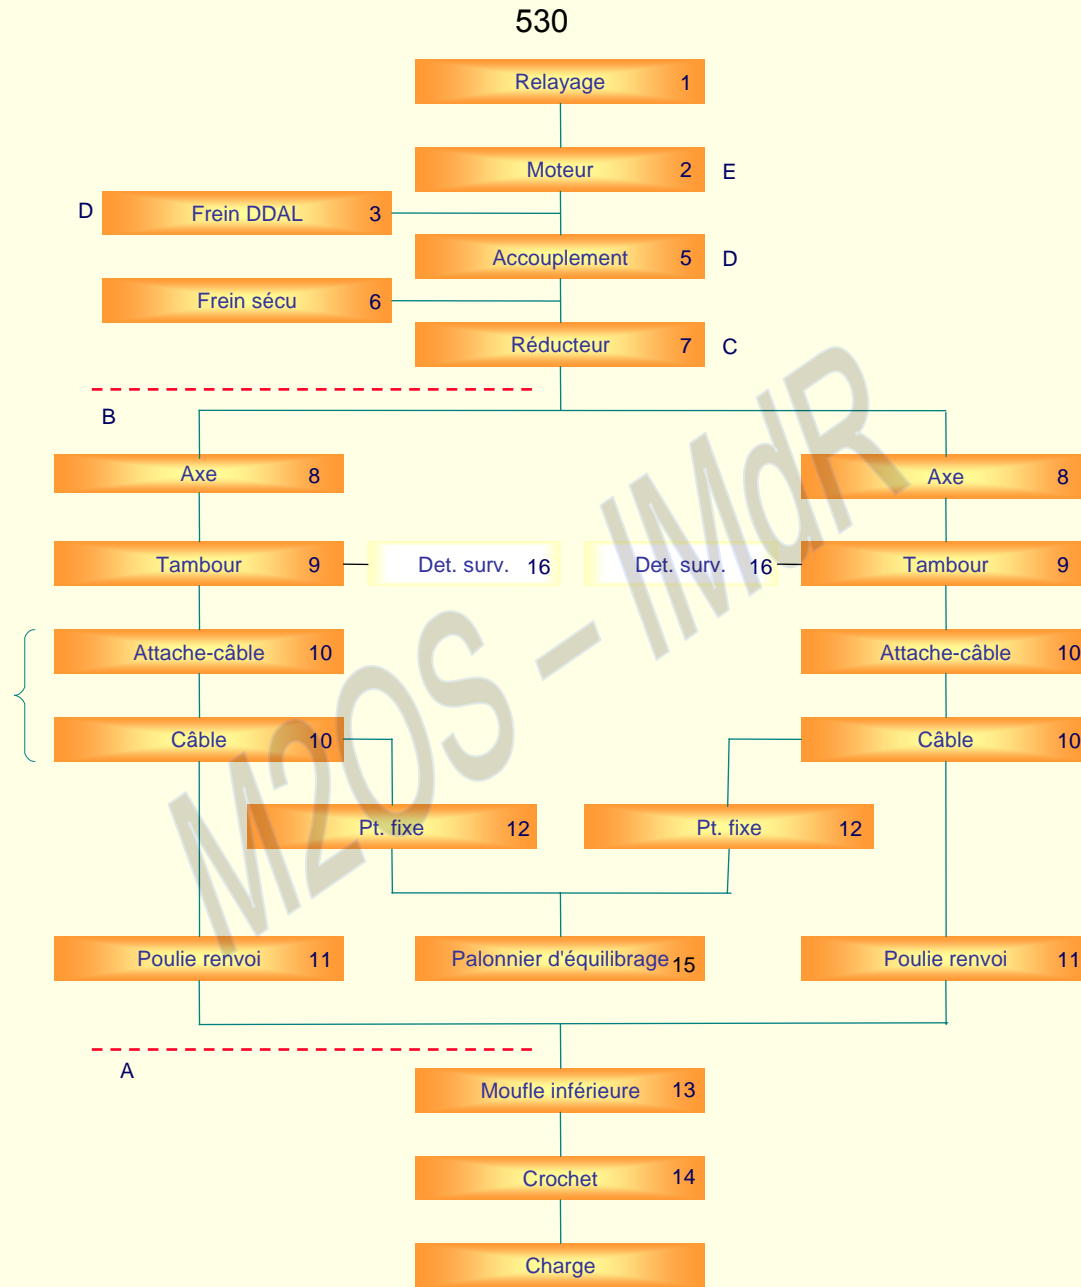 530
Relayage 1
Moteur 2 E
D Frein DDAL 3
Accouplement 5 D
Frein sécu 6
Réducteur 7 C
B
Axe 8 Axe 8
Tambour 9 Det. surv. 16 Det. surv. 16 Tambour 9
Attache-câble 10 Attache-câble 10
Câble 10 Câble 10
Pt. fixe 12 Pt. fixe 12
Poulie renvoi 11 Palonnier d'équilibrage 15 Poulie renvoi 11
A
Moufle inférieure 13
Crochet 14
Charge
M2OS – IMdR